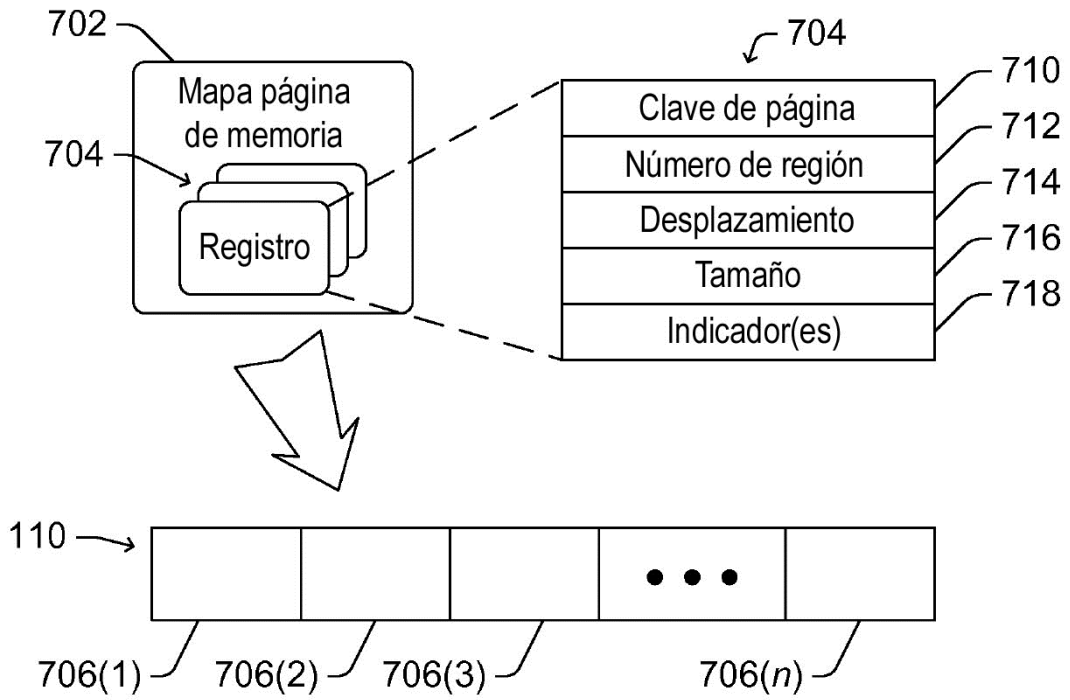 702
Mapa página
de memoria
704
Registro
704
Clave de página
710
Número de región
712
Desplazamiento
714
Tamaño
716
Indicador(es)
718
110
706(1)
706(2)
706(3)
706(n)